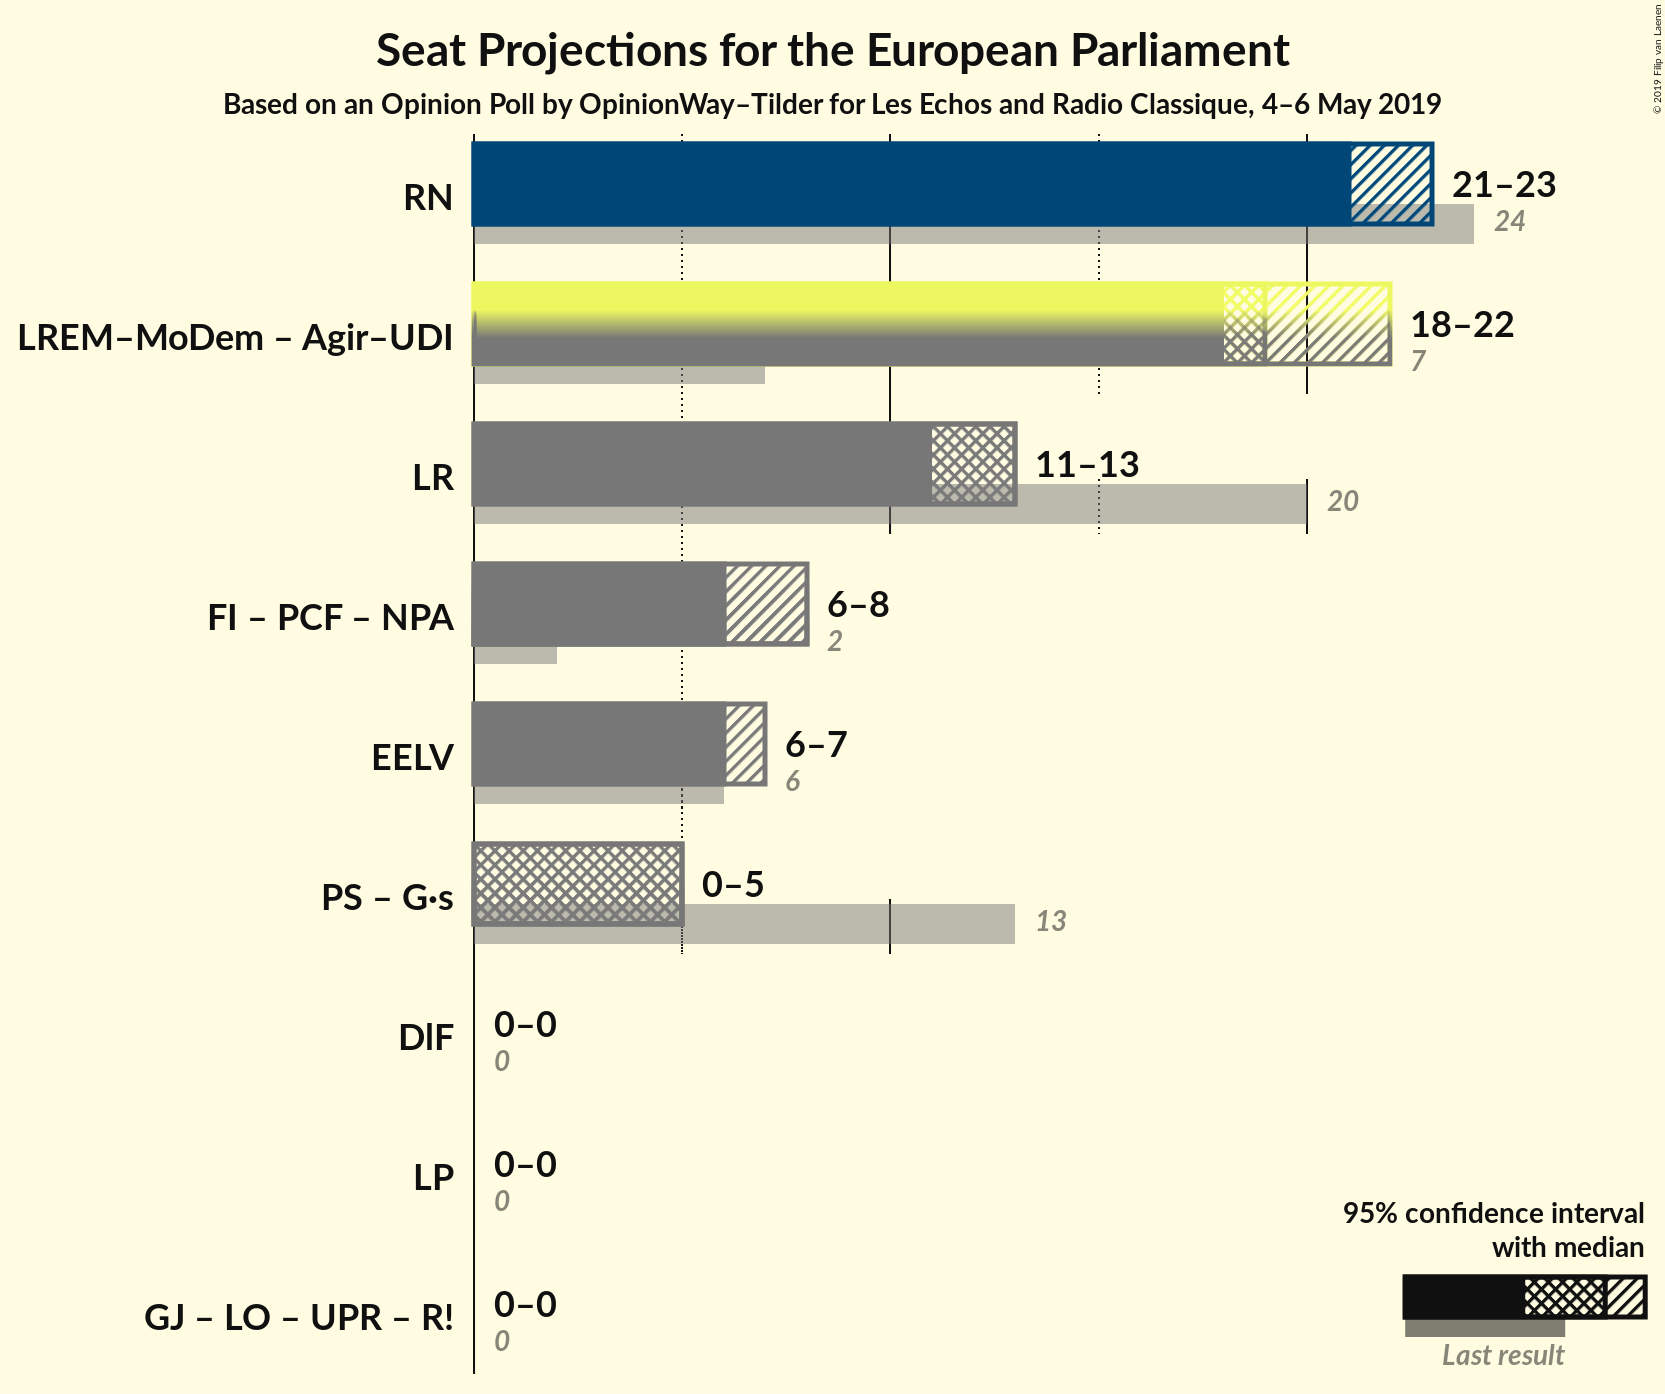 Seat Projections for the European Parliament
Based on an Opinion Poll by OpinionWay–Tilder for Les Echos and Radio Classique, 4–6 May 2019
© 2019 Filip van Laenen
RN
21–23
24
LREM–MoDem – Agir–UDI
18–22
7
LR
11–13
20
FI – PCF – NPA
6–8
2
EELV
6–7
6
PS – G·s
0–5
13
DlF
0–0
0
LP
0–0
0
GJ – LO – UPR – R!
0–0
0
95% confidence interval
with median
Last result